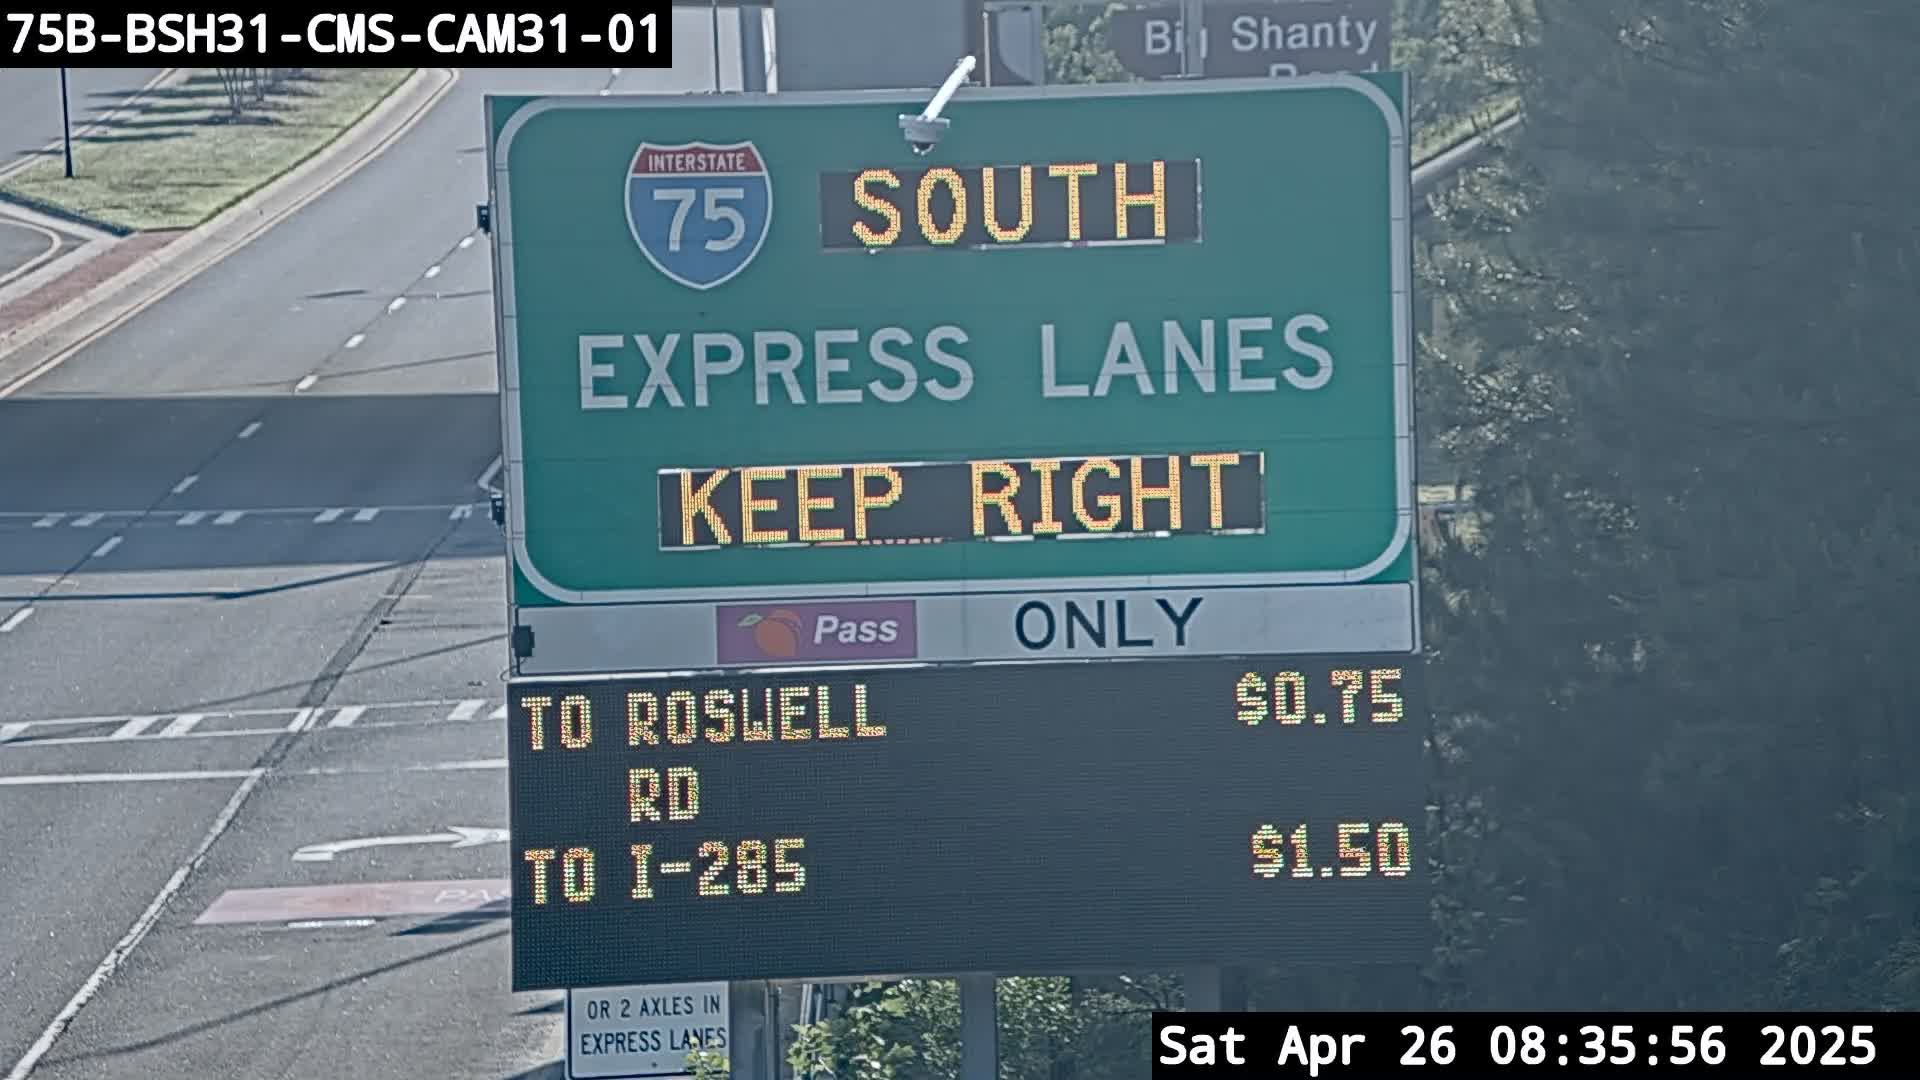 75B-BSH31-CMS-CAM31-01
Big Shanty
Road
INTERSTATE
75
SOUTH
EXPRESS LANES
KEEP RIGHT
Pass ONLY
TO ROSWELL $0.75
RD
TO I-285 $1.50
OR 2 AXLES IN
EXPRESS LANES
Sat Apr 26 08:35:56 2025